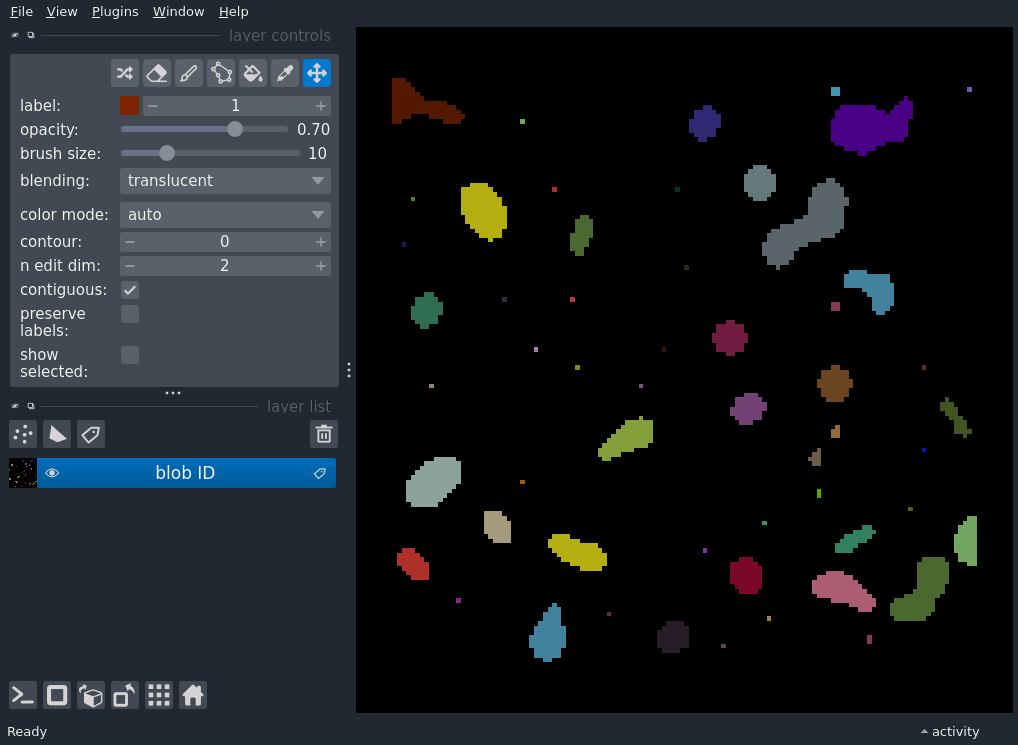 File View Plugins Window Help
layer controls
label: 1
opacity: 0.70
brush size: 10
blending: translucent
color mode: auto
contour: 0
n edit dim: 2
contiguous:
preserve
labels:
show
selected:
layer list
blob ID
Ready
activity